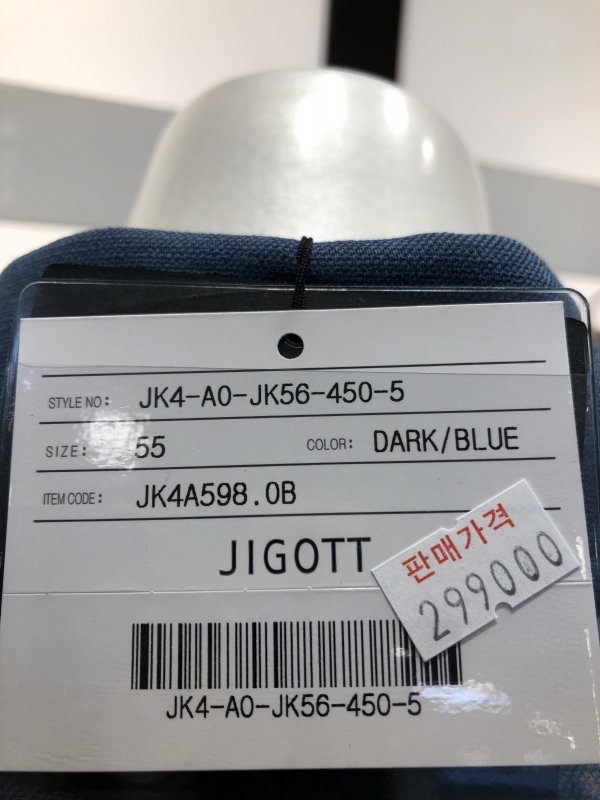 STYLE NO: JK4-A0-JK56-450-5
SIZE: 55 COLOR: DARK/BLUE
ITEM CODE: JK4A598.0B
JIGOTT
판매가격
299000
JK4-A0-JK56-450-5